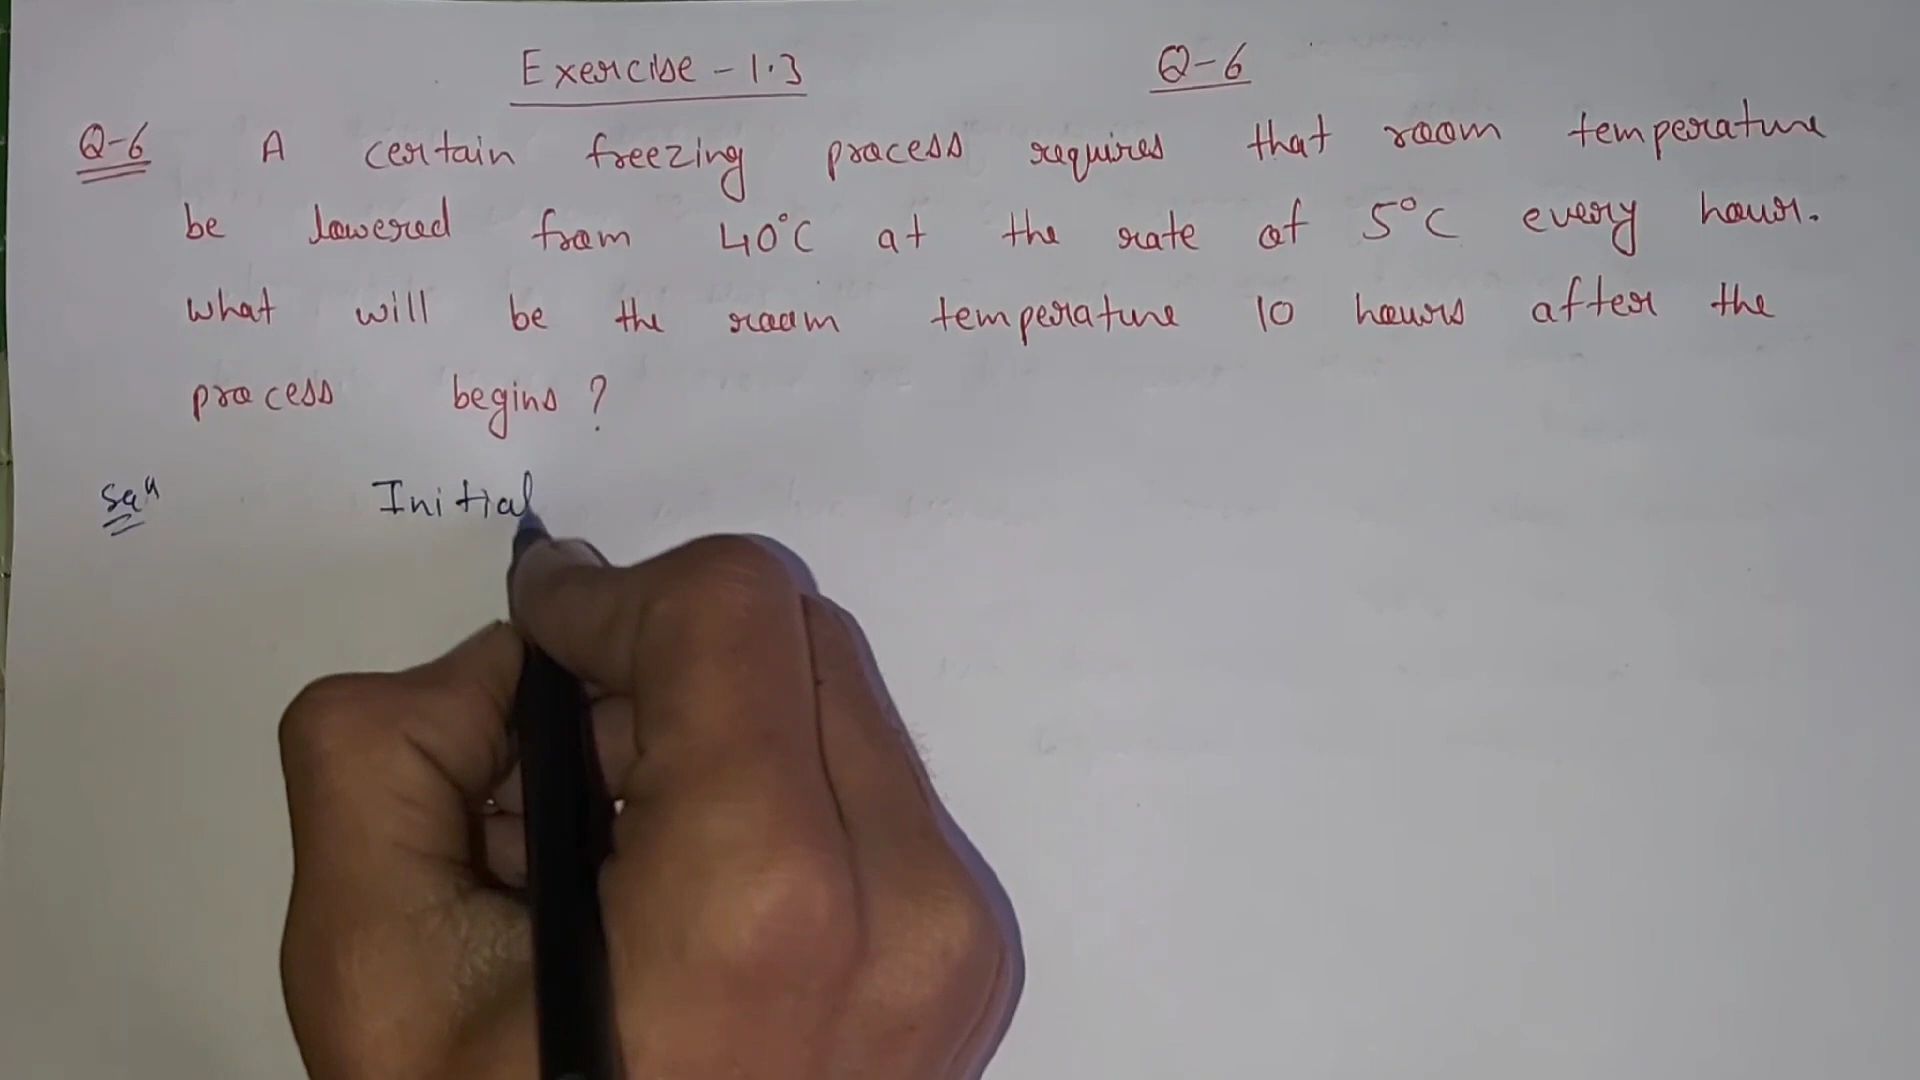 Exercise - 1.3 Q-6
Q-6 A certain freezing process requires that room temperature
be lowered from 40°C at the rate of 5°C every hour.
What will be the room temperature 10 hours after the
process begins?
Solⁿ Initial